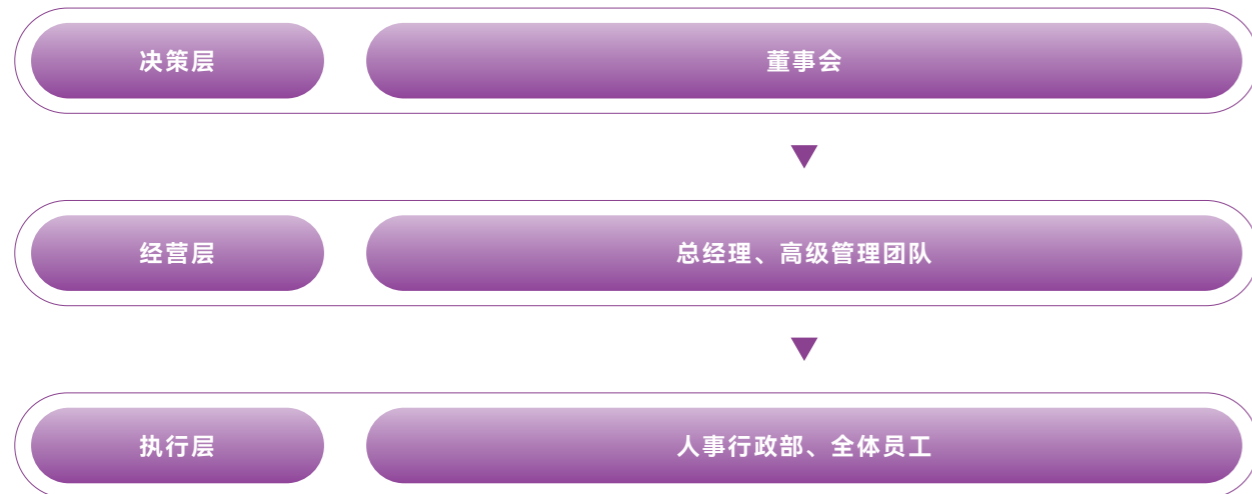 决策层
董事会
经营层
总经理、高级管理团队
执行层
人事行政部、全体员工